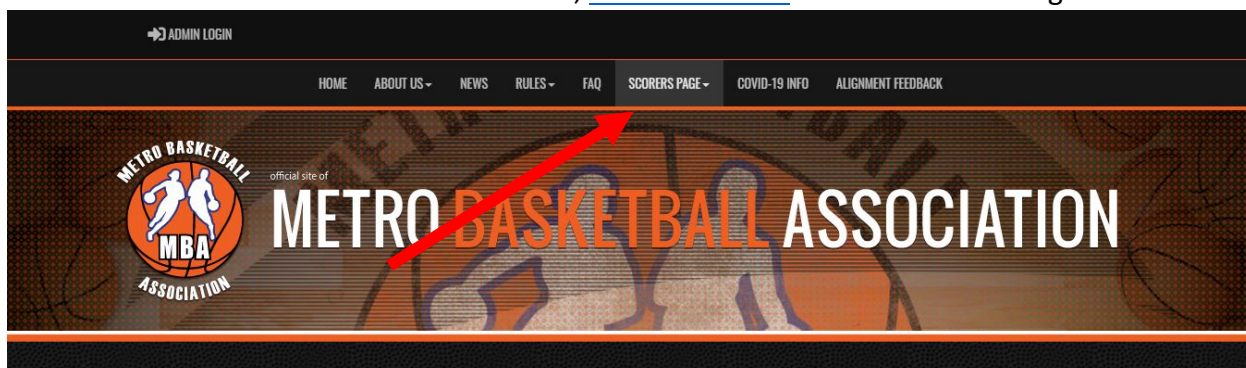 ADMIN LOGIN
HOME ABOUT US NEWS RULES FAQ SCORERS PAGE COVID-19 INFO ALIGNMENT FEEDBACK
METRO BASKETBALL
MBA
ASSOCIATION
official site of
METRO BASKETBALL ASSOCIATION